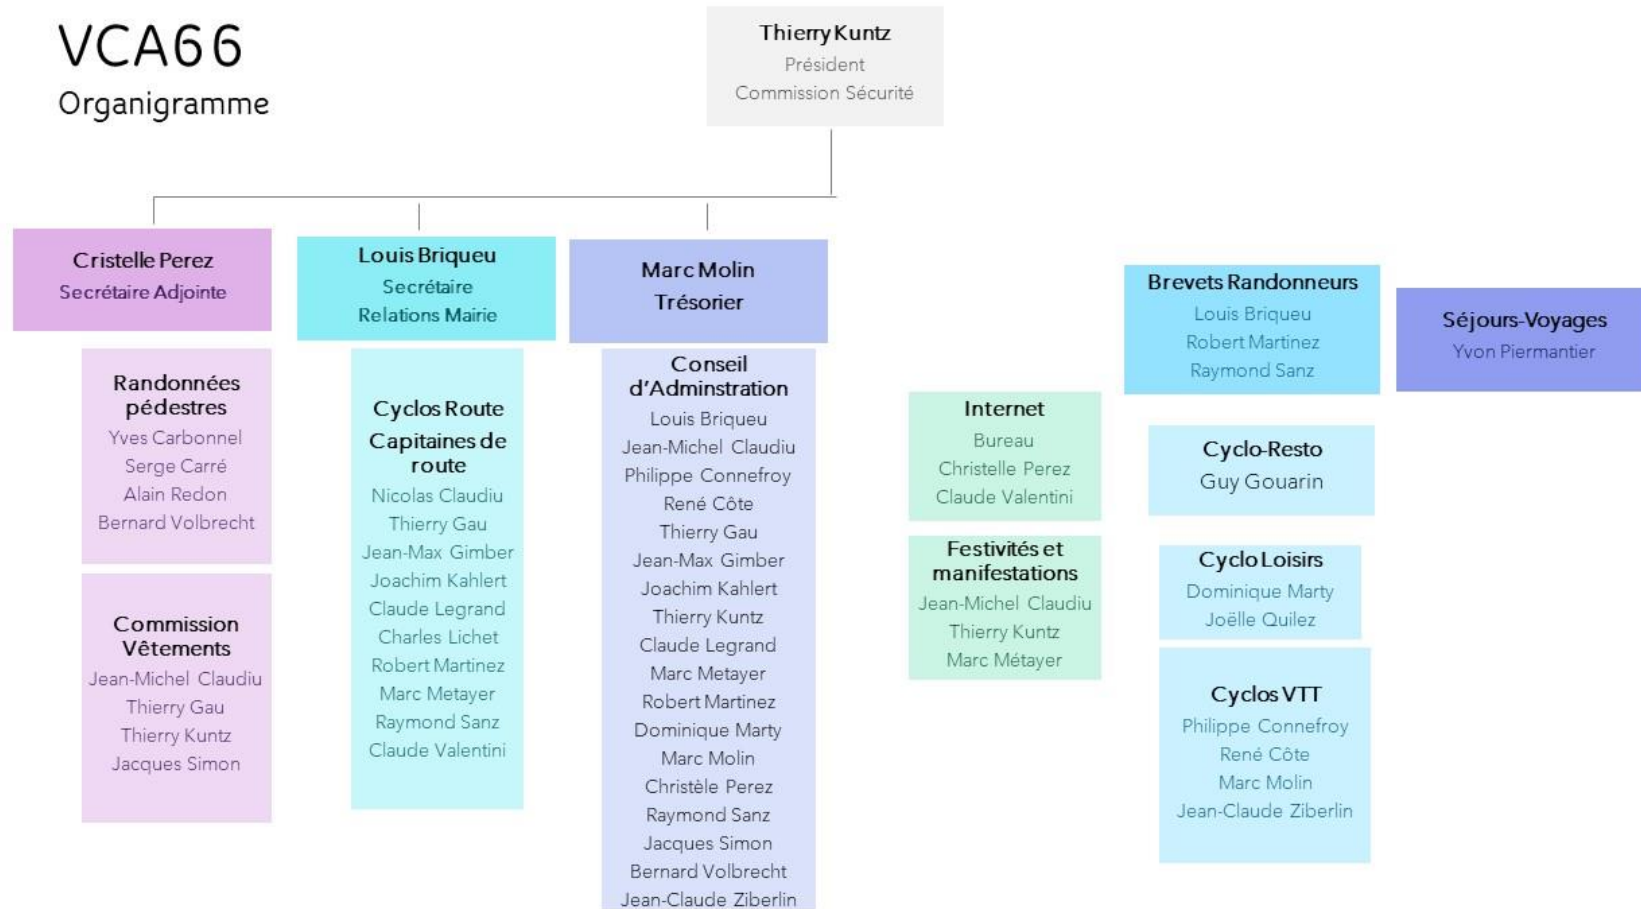 VCA66
Organigramme
Thierry Kuntz
Président
Commission Sécurité
Cristelle Perez
Secrétaire Adjointe
Randonnées
pédestres
Yves Carbonnel
Serge Carré
Alain Redon
Bernard Volbrecht
Commission
Vêtements
Jean-Michel Claudiu
Thierry Gau
Thierry Kuntz
Jacques Simon
Louis Briqueu
Secrétaire
Relations Mairie
Cyclos Route
Capitaines de
route
Nicolas Claudiu
Thierry Gau
Jean-Max Gimber
Joachim Kahlert
Claude Legrand
Charles Lichet
Robert Martinez
Marc Metayer
Raymond Sanz
Claude Valentini
Marc Molin
Trésorier
Conseil
d'Adminstration
Louis Briqueu
Jean-Michel Claudiu
Philippe Connefroy
René Côte
Thierry Gau
Jean-Max Gimber
Joachim Kahlert
Thierry Kuntz
Claude Legrand
Marc Metayer
Robert Martinez
Dominique Marty
Marc Molin
Christèle Perez
Raymond Sanz
Jacques Simon
Bernard Volbrecht
Jean-Claude Ziberlin
Internet
Bureau
Christelle Perez
Claude Valentini
Festivités et
manifestations
Jean-Michel Claudiu
Thierry Kuntz
Marc Métayer
Brevets Randonneurs
Louis Briqueu
Robert Martinez
Raymond Sanz
Cyclo-Resto
Guy Gouarin
Cyclo Loisirs
Dominique Marty
Joëlle Quilez
Cyclos VTT
Philippe Connefroy
René Côte
Marc Molin
Jean-Claude Ziberlin
Séjours-Voyages
Yvon Piermantier